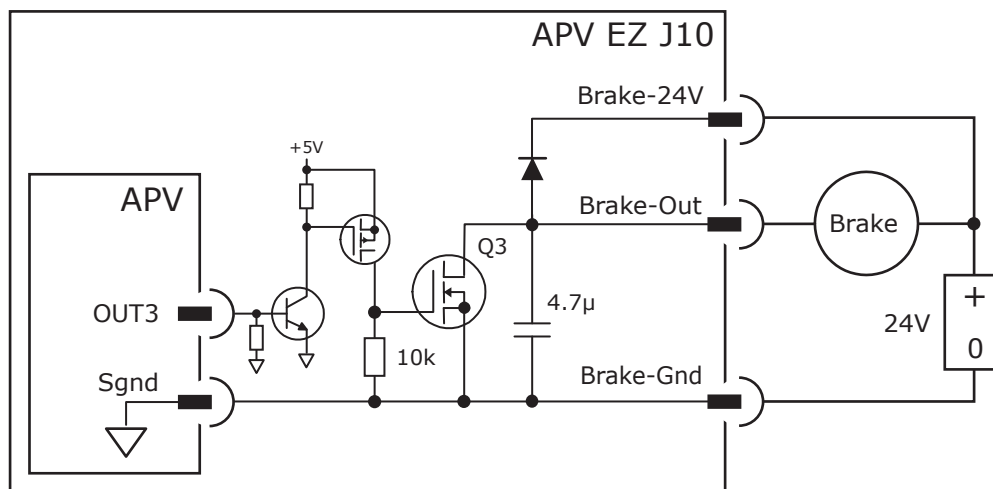 APV EZ J10
Brake-24V
+5V
APV
Brake-Out
Brake
Q3
OUT3
4.7µ
+
24V
0
10k
Sgnd
Brake-Gnd